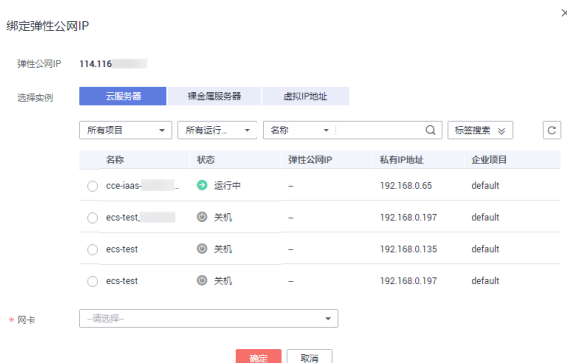 绑定弹性公网IP
弹性公网IP 114.116
选择实例 云服务器 裸金属服务器 虚拟IP地址
所有项目 所有运行... 名称 标签搜索
名称 状态 弹性公网IP 私有IP地址 企业项目
cce-iaas- ... 运行中 -- 192.168.0.65 default
ecs-test, 关机 -- 192.168.0.197 default
ecs-test 关机 -- 192.168.0.135 default
ecs-test 关机 -- 192.168.0.197 default
* 网卡 --请选择--
确定 取消